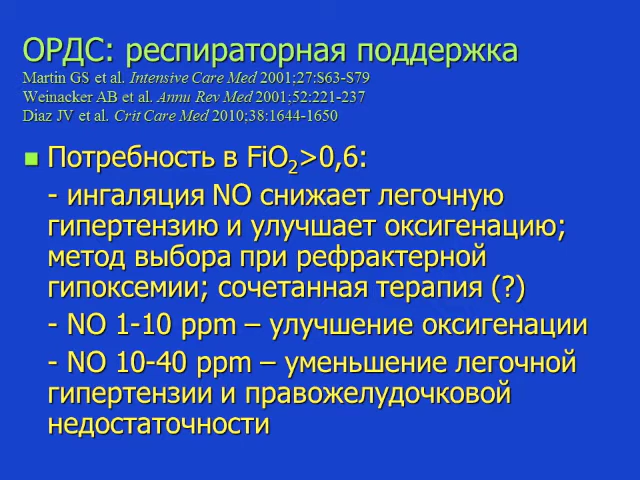 ОРДС: респираторная поддержка
Martin GS et al. Intensive Care Med 2001;27:S63-S79
Weinacker AB et al. Annu Rev Med 2001;52:221-237
Diaz JV et al. Crit Care Med 2010;38:1644-1650
Потребность в FiO₂>0,6:
- ингаляция NO снижает легочную
гипертензию и улучшает оксигенацию;
метод выбора при рефрактерной
гипоксемии; сочетанная терапия (?)
- NO 1-10 ppm – улучшение оксигенации
- NO 10-40 ppm – уменьшение легочной
гипертензии и правожелудочковой
недостаточности